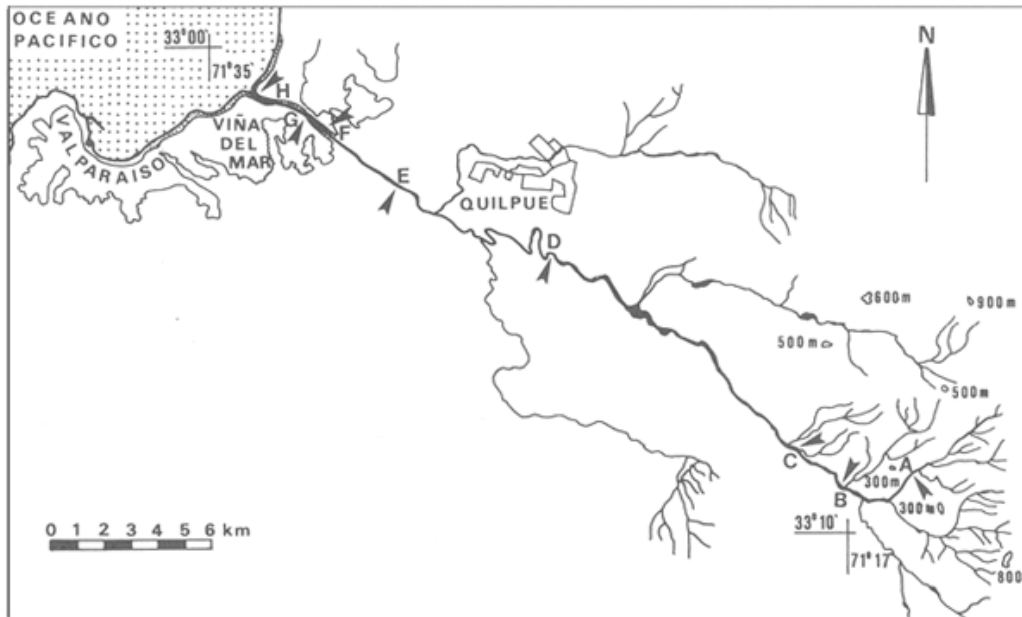 OCEANO
PACIFICO
33°00'
71°35'
N
H
G
F
VALPARAISO
VIÑA
DEL
MAR
E
QUILPUE
D
600m
900m
500m
500m
C
A
300m
B
300m
33°10'
71°17'
800
0 1 2 3 4 5 6 km